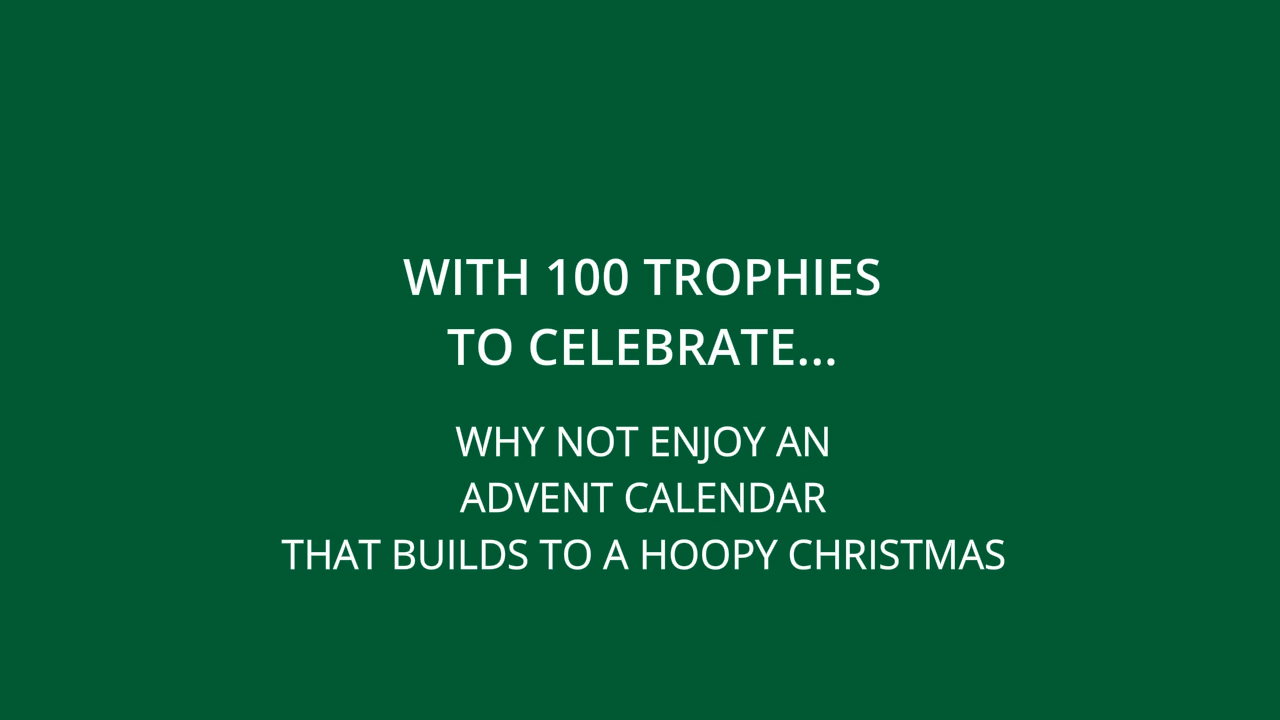 WITH 100 TROPHIES
TO CELEBRATE...
WHY NOT ENJOY AN
ADVENT CALENDAR
THAT BUILDS TO A HOOPY CHRISTMAS